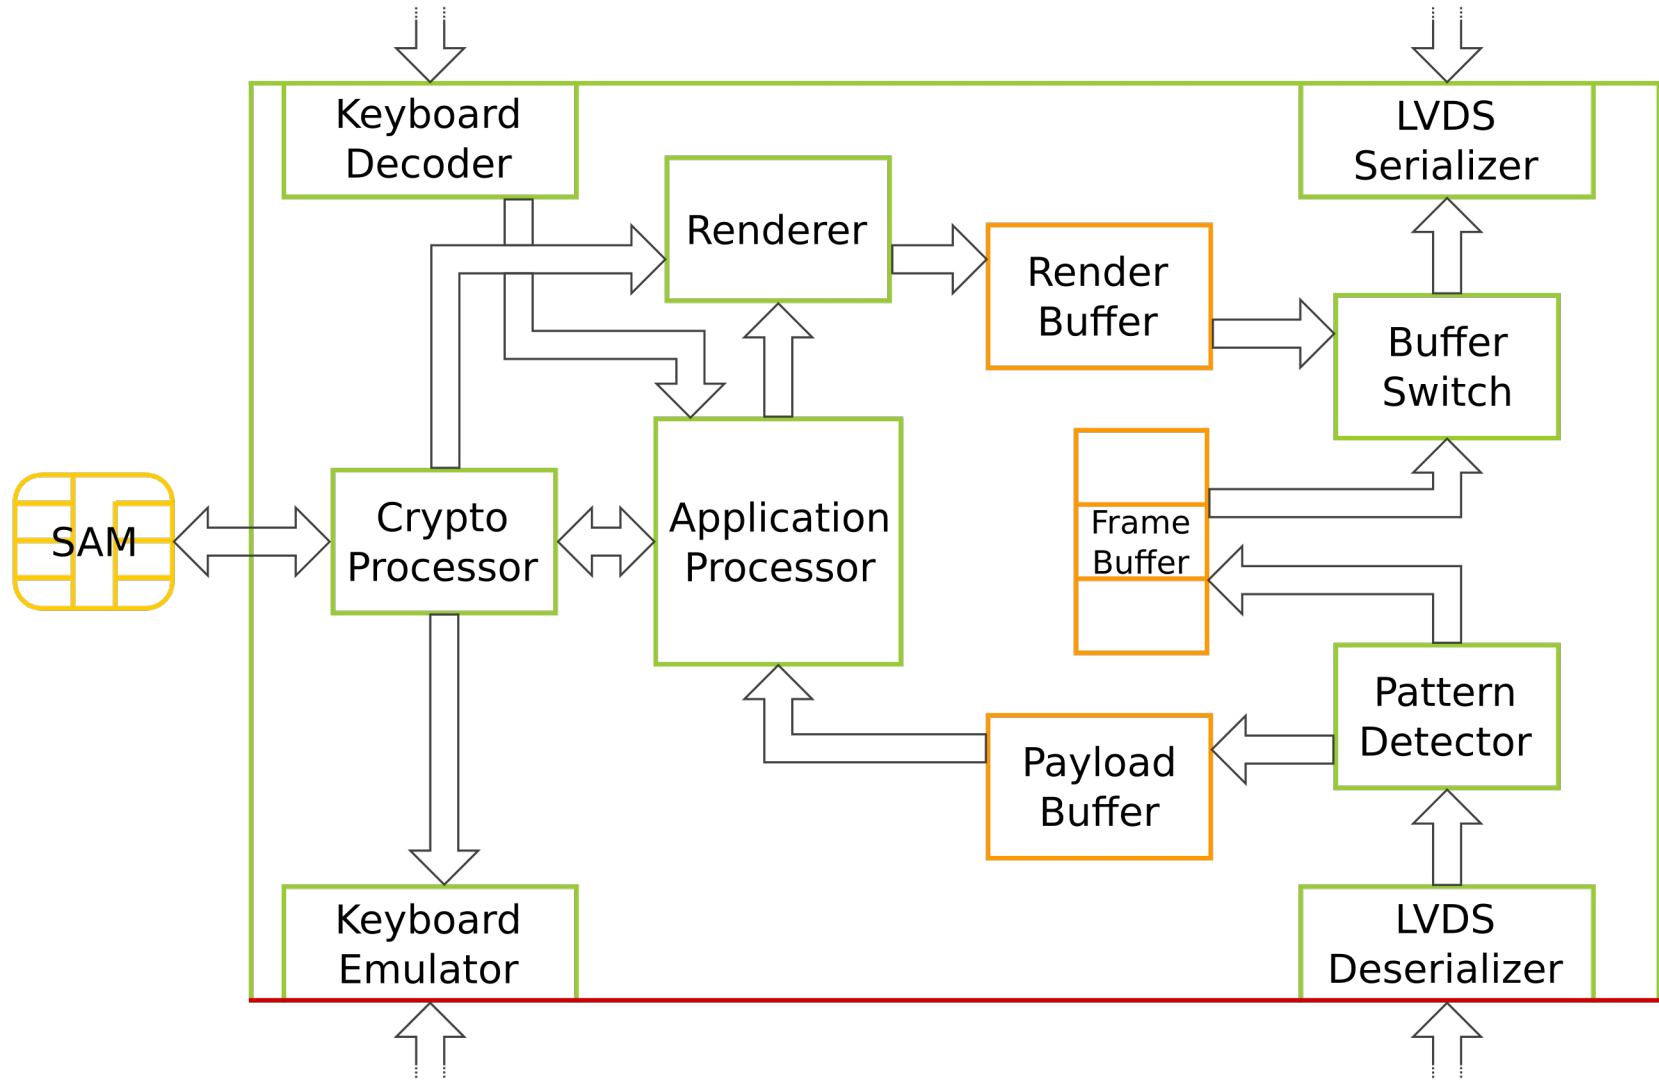 Keyboard
Decoder
LVDS
Serializer
Renderer
Render
Buffer
Buffer
Switch
SAM
Crypto
Processor
Application
Processor
Frame
Buffer
Pattern
Detector
Payload
Buffer
Keyboard
Emulator
LVDS
Deserializer